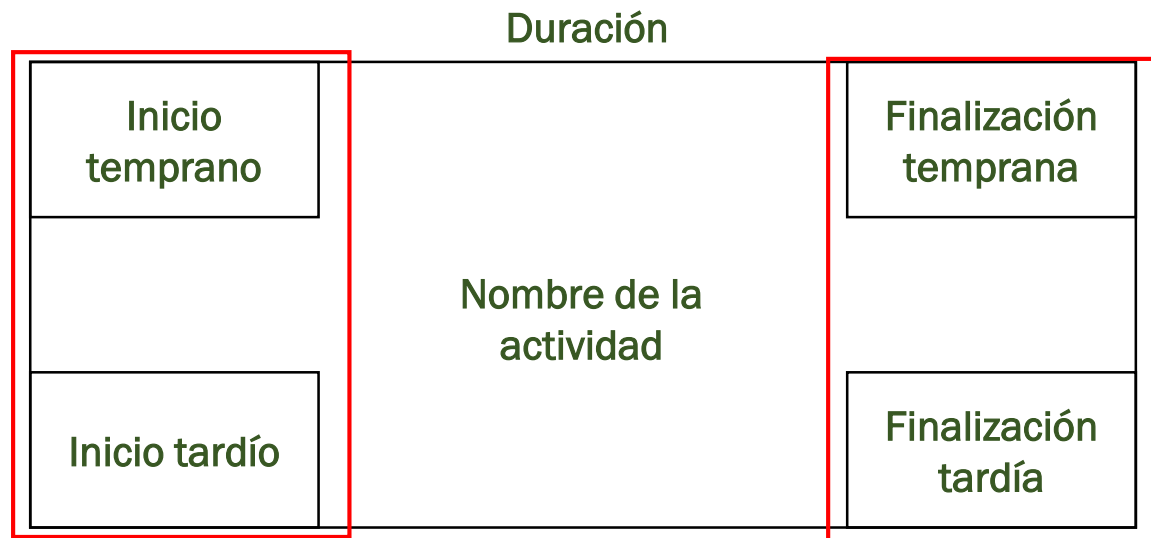 Duración
Inicio
temprano
Finalización
temprana
Nombre de la
actividad
Inicio tardío
Finalización
tardía